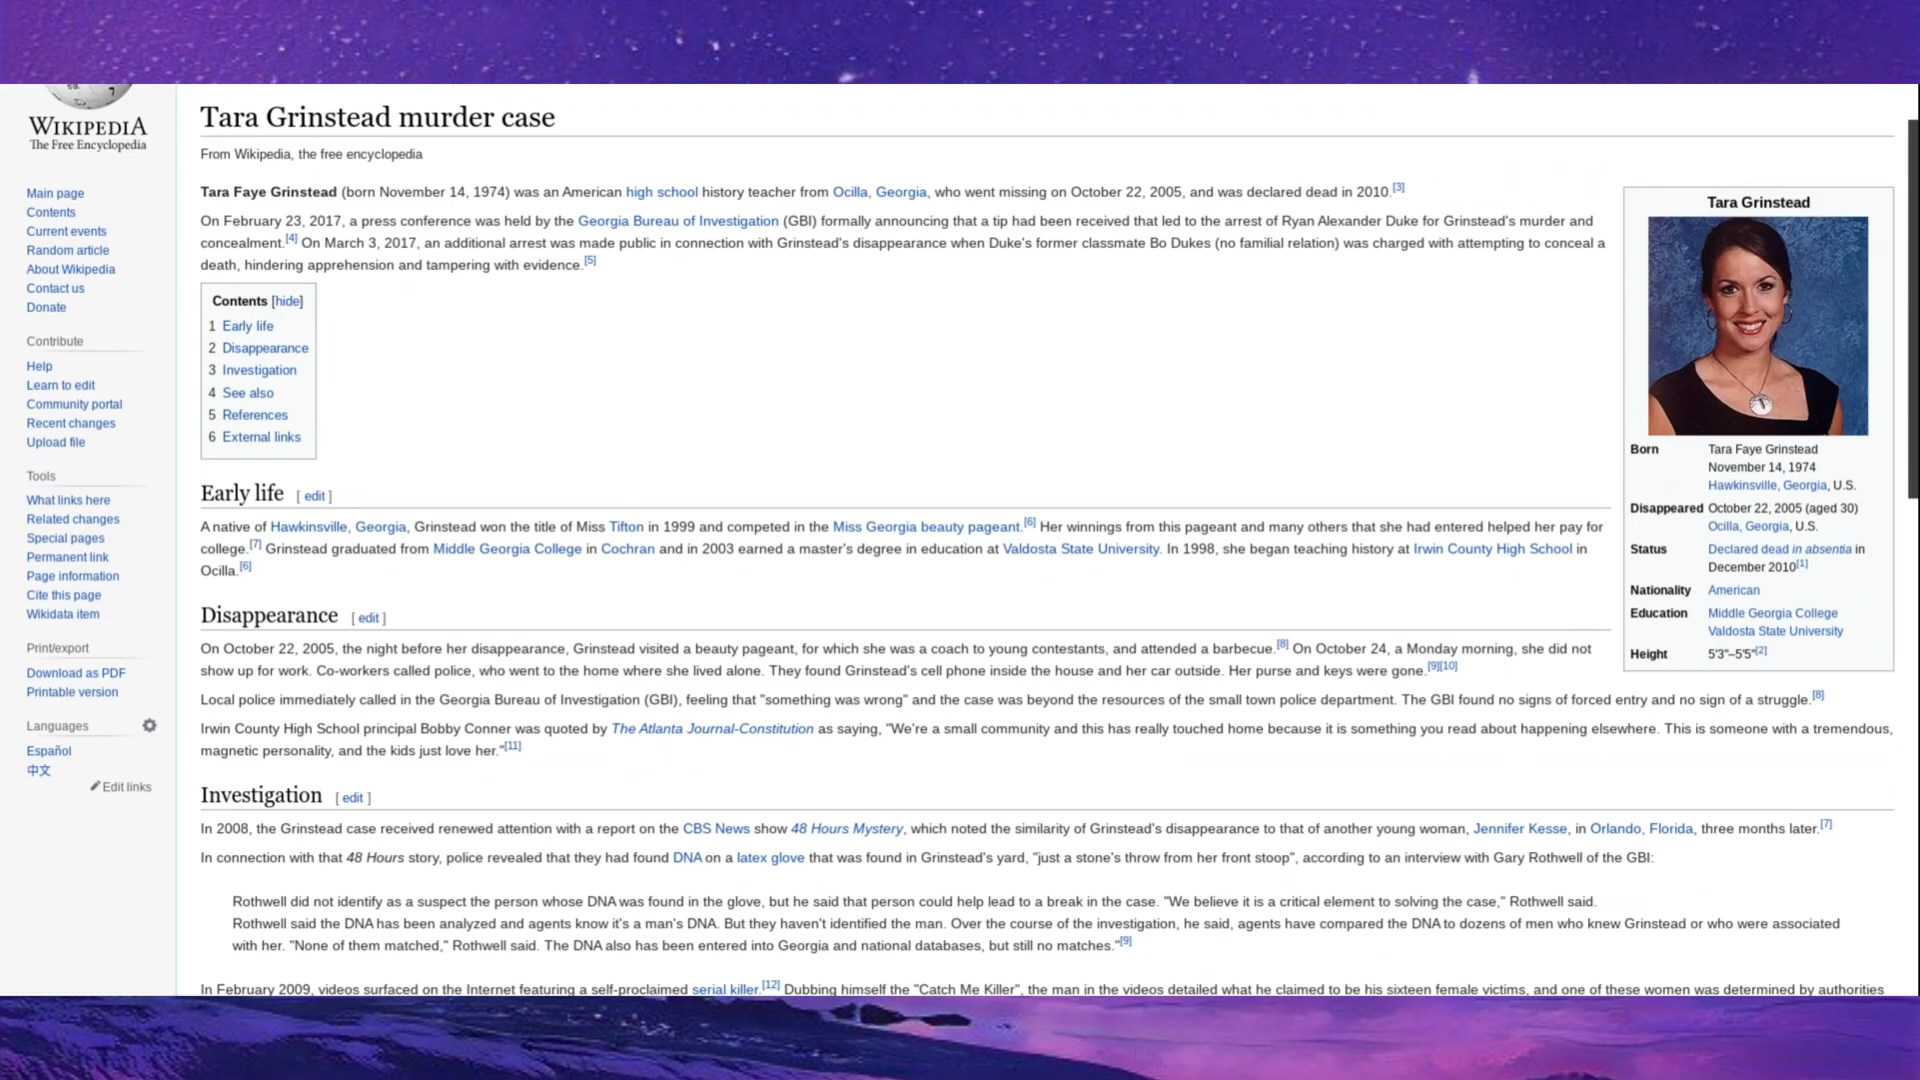 WIKIPEDIA
The Free Encyclopedia
Main page
Contents
Current events
Random article
About Wikipedia
Contact us
Donate
Contribute
Help
Learn to edit
Community portal
Recent changes
Upload file
Tools
What links here
Related changes
Special pages
Permanent link
Page information
Cite this page
Wikidata item
Print/export
Download as PDF
Printable version
Languages
Español
中文
Edit links
Tara Grinstead murder case
From Wikipedia, the free encyclopedia
Tara Faye Grinstead (born November 14, 1974) was an American high school history teacher from Ocilla, Georgia, who went missing on October 22, 2005, and was declared dead in 2010.[3]
On February 23, 2017, a press conference was held by the Georgia Bureau of Investigation (GBI) formally announcing that a tip had been received that led to the arrest of Ryan Alexander Duke for Grinstead's murder and
concealment.[4] On March 3, 2017, an additional arrest was made public in connection with Grinstead's disappearance when Duke's former classmate Bo Dukes (no familial relation) was charged with attempting to conceal a
death, hindering apprehension and tampering with evidence.[5]
Contents [hide]
1 Early life
2 Disappearance
3 Investigation
4 See also
5 References
6 External links
Tara Grinstead
Born Tara Faye Grinstead
November 14, 1974
Hawkinsville, Georgia, U.S.
Disappeared October 22, 2005 (aged 30)
Ocilla, Georgia, U.S.
Status Declared dead in absentia in
December 2010[1]
Nationality American
Education Middle Georgia College
Valdosta State University
Height 5'3"–5'5"[2]
Early life [ edit ]
A native of Hawkinsville, Georgia, Grinstead won the title of Miss Tifton in 1999 and competed in the Miss Georgia beauty pageant.[6] Her winnings from this pageant and many others that she had entered helped her pay for
college.[7] Grinstead graduated from Middle Georgia College in Cochran and in 2003 earned a master's degree in education at Valdosta State University. In 1998, she began teaching history at Irwin County High School in
Ocilla.[6]
Disappearance [ edit ]
On October 22, 2005, the night before her disappearance, Grinstead visited a beauty pageant, for which she was a coach to young contestants, and attended a barbecue.[8] On October 24, a Monday morning, she did not
show up for work. Co-workers called police, who went to the home where she lived alone. They found Grinstead's cell phone inside the house and her car outside. Her purse and keys were gone.[9][10]
Local police immediately called in the Georgia Bureau of Investigation (GBI), feeling that "something was wrong" and the case was beyond the resources of the small town police department. The GBI found no signs of forced entry and no sign of a struggle.[8]
Irwin County High School principal Bobby Conner was quoted by The Atlanta Journal-Constitution as saying, "We're a small community and this has really touched home because it is something you read about happening elsewhere. This is someone with a tremendous,
magnetic personality, and the kids just love her."[11]
Investigation [ edit ]
In 2008, the Grinstead case received renewed attention with a report on the CBS News show 48 Hours Mystery, which noted the similarity of Grinstead's disappearance to that of another young woman, Jennifer Kesse, in Orlando, Florida, three months later.[7]
In connection with that 48 Hours story, police revealed that they had found DNA on a latex glove that was found in Grinstead's yard, "just a stone's throw from her front stoop", according to an interview with Gary Rothwell of the GBI:
Rothwell did not identify as a suspect the person whose DNA was found in the glove, but he said that person could help lead to a break in the case. "We believe it is a critical element to solving the case," Rothwell said.
Rothwell said the DNA has been analyzed and agents know it's a man's DNA. But they haven't identified the man. Over the course of the investigation, he said, agents have compared the DNA to dozens of men who knew Grinstead or who were associated
with her. "None of them matched," Rothwell said. The DNA also has been entered into Georgia and national databases, but still no matches."[9]
In February 2009, videos surfaced on the Internet featuring a self-proclaimed serial killer.[12] Dubbing himself the "Catch Me Killer", the man in the videos detailed what he claimed to be his sixteen female victims, and one of these women was determined by authorities